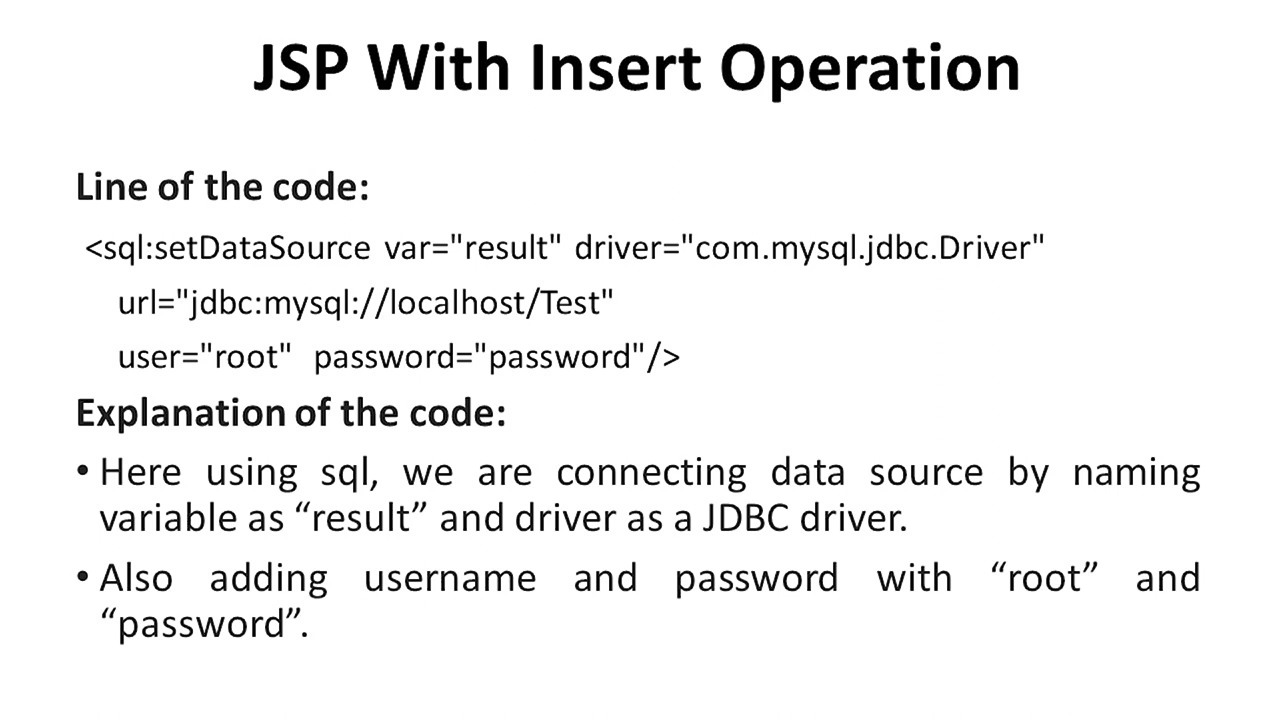 JSP With Insert Operation
Line of the code:
<sql:setDataSource var="result" driver="com.mysql.jdbc.Driver"
url="jdbc:mysql://localhost/Test"
user="root" password="password"/>
Explanation of the code:
• Here using sql, we are connecting data source by naming
variable as “result” and driver as a JDBC driver.
• Also adding username and password with “root” and
“password”.